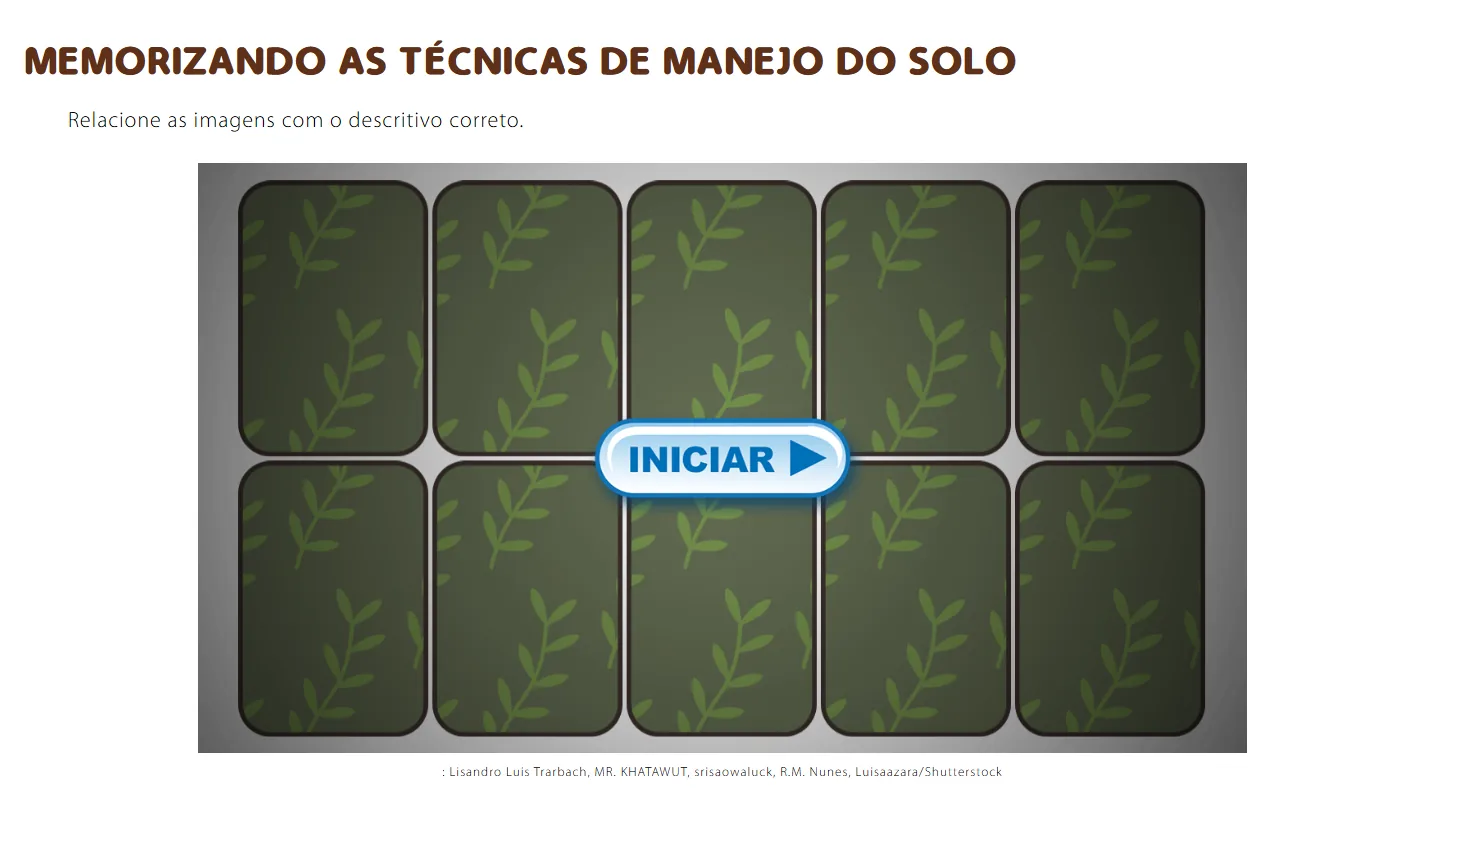 MEMORIZANDO AS TÉCNICAS DE MANEJO DO SOLO
Relacione as imagens com o descritivo correto.
INICIAR
: Lisandro Luis Trarbach, MR. KHATAWUT, srisaowaluck, R.M. Nunes, Luisaazara/Shutterstock